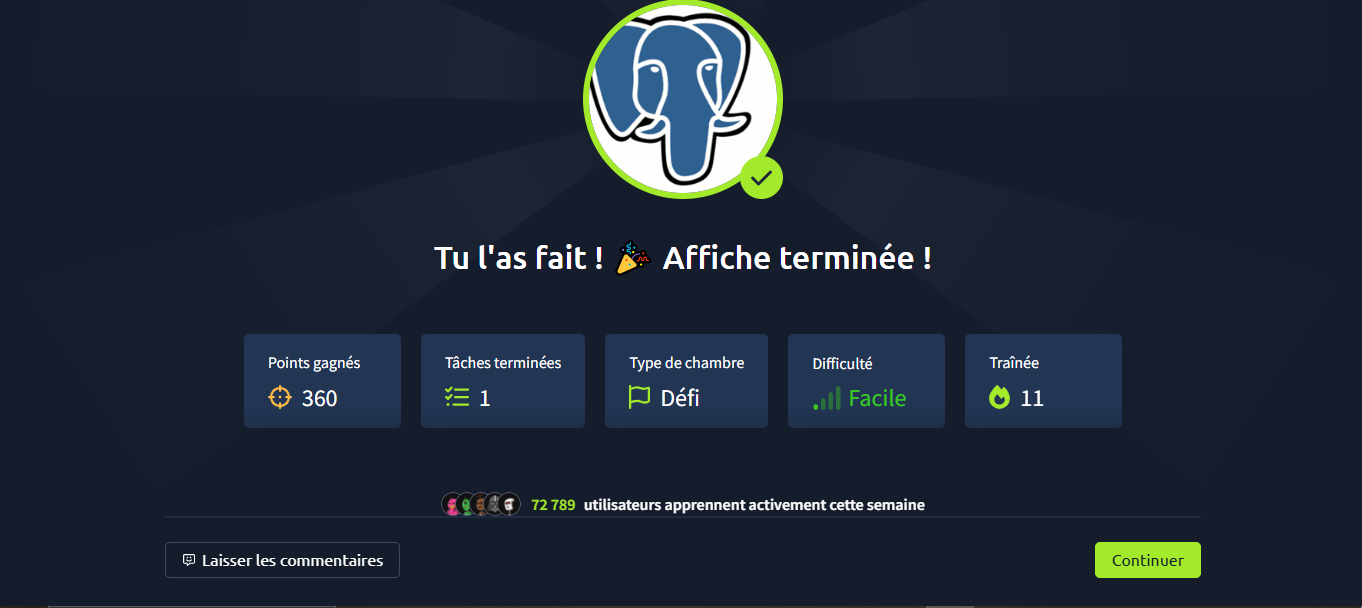 Tu l'as fait ! 🎉 Affiche terminée !
Points gagnés
360
Tâches terminées
1
Type de chambre
Défi
Difficulté
Facile
Traînée
11
72 789 utilisateurs apprennent activement cette semaine
Laisser les commentaires
Continuer